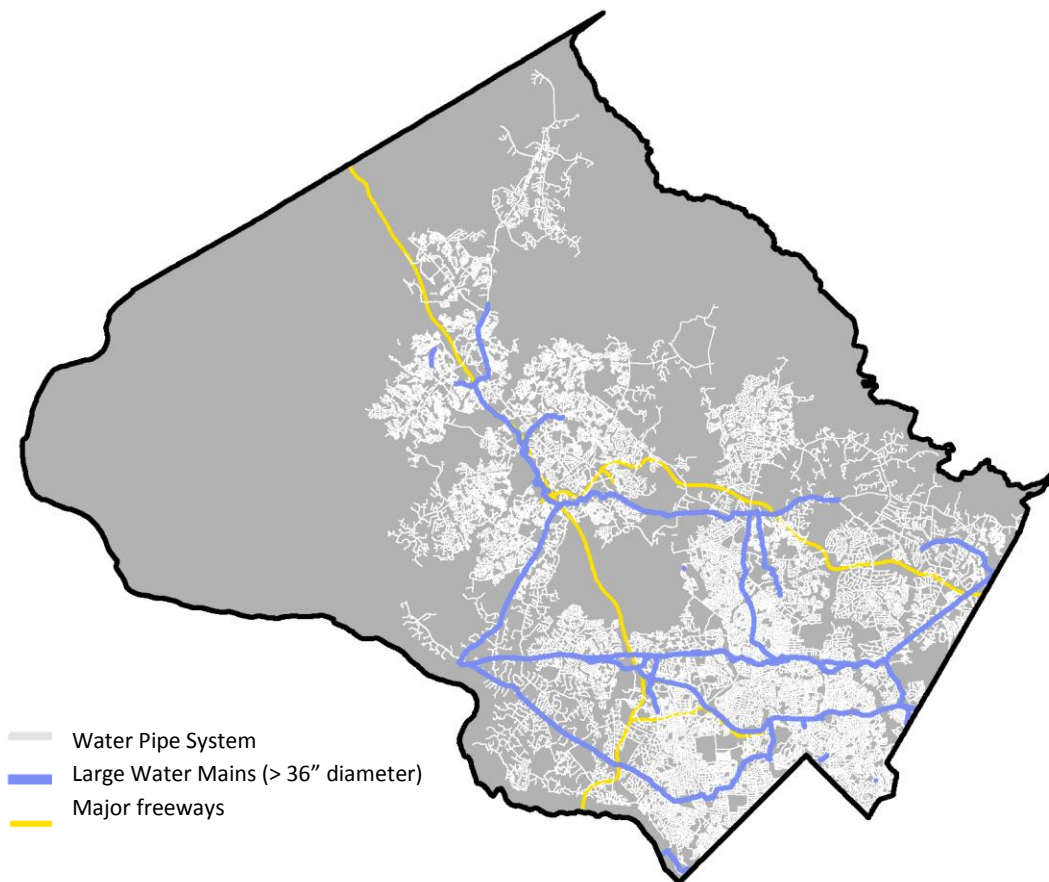 Water Pipe System
Large Water Mains (> 36” diameter)
Major freeways